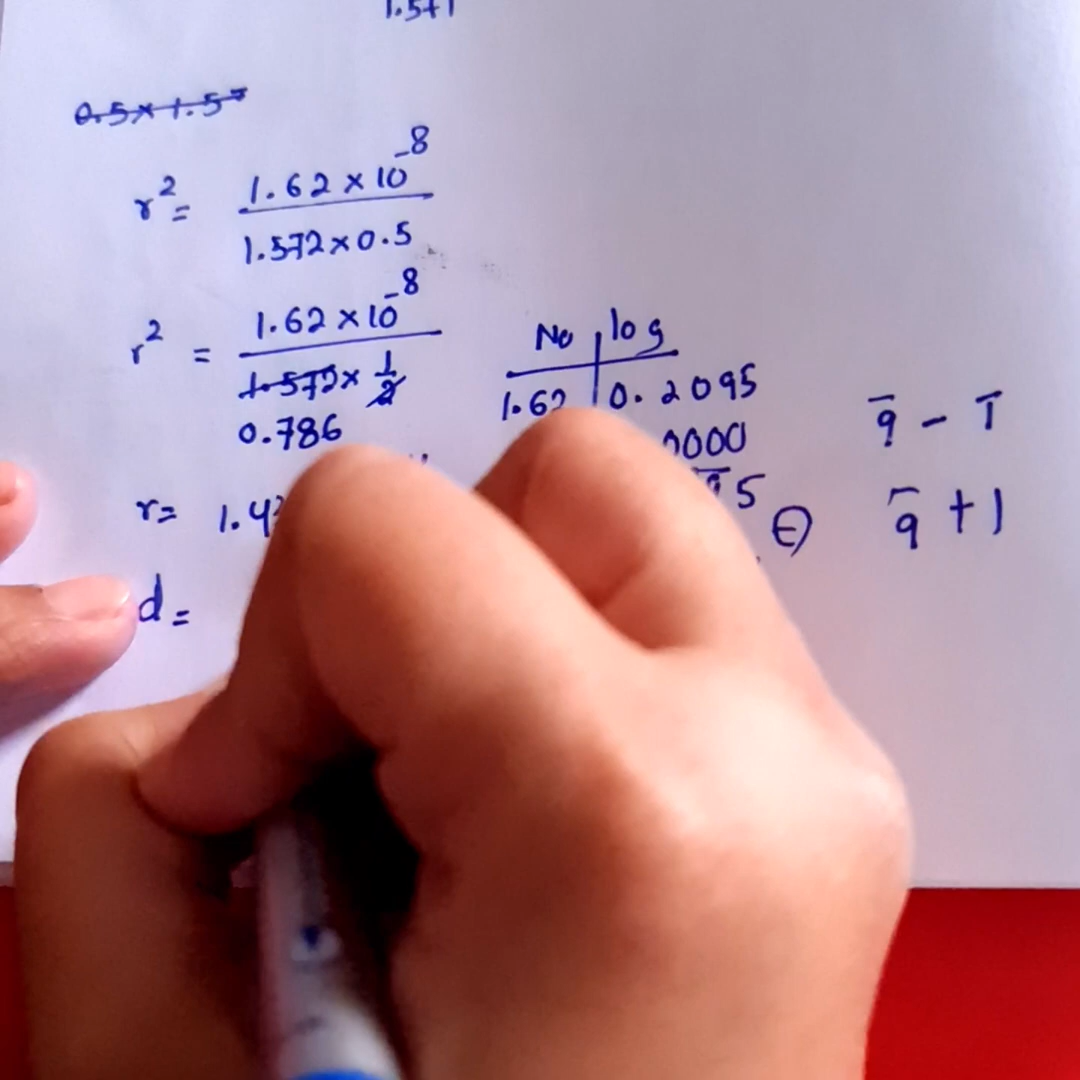 1.5+1
0.5x1.57
r² = 1.62 x 10⁻⁸
1.572 x 0.5
r² = 1.62 x 10⁻⁸
1.572 x 1/2
0.786
No log
1.62 0.2095
0000
5
r = 1.4
d =
9̅ - 1̅
⊖ 9̅ + 1